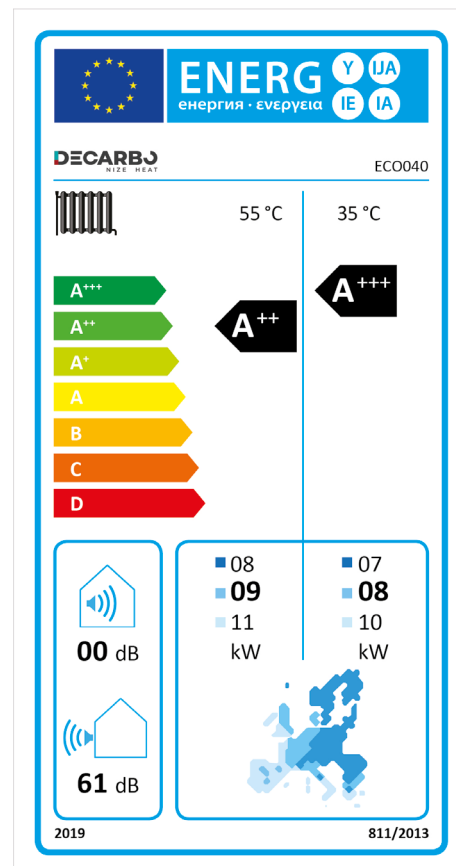 ENERG
енергия · ενεργεια
Y IJA
IE IA
DECARBO
NIZE HEAT
ECO040
55 °C 35 °C
A+++
A++
A+
A
B
C
D
A++
A+++
00 dB
61 dB
08
09
11
kW
07
08
10
kW
2019 811/2013